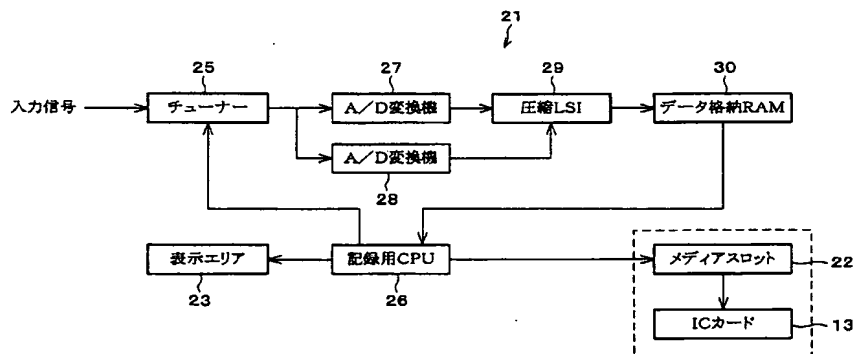 21
25
27
29
30
入力信号
チューナー
A/D変換機
圧縮LSI
データ格納RAM
A/D変換機
28
表示エリア
記録用CPU
メディアスロット
22
23
26
ICカード
13